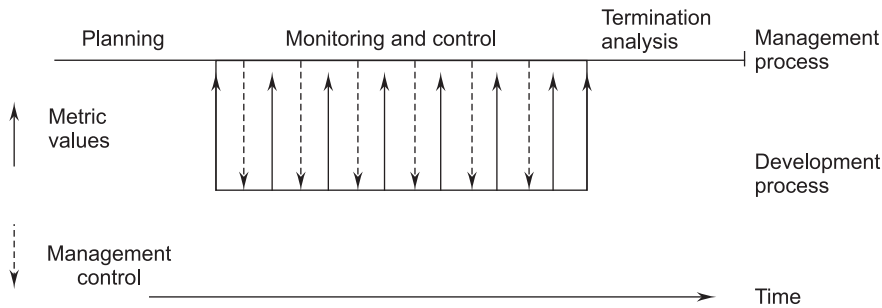 Planning
Monitoring and control
Termination
analysis
Management
process
Metric
values
Development
process
Management
control
Time